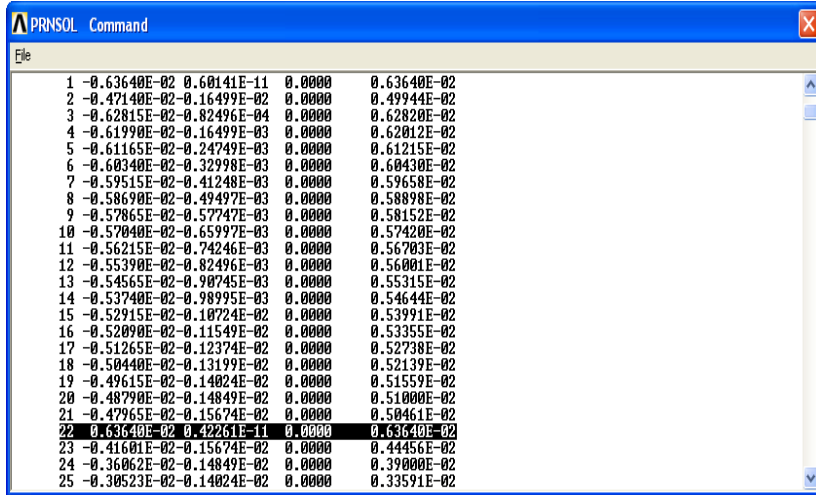 PRNSOL Command
File
1 -0.63640E-02 0.60141E-11 0.0000 0.63640E-02
2 -0.47140E-02-0.16499E-02 0.0000 0.49944E-02
3 -0.62815E-02-0.82496E-04 0.0000 0.62820E-02
4 -0.61990E-02-0.16499E-03 0.0000 0.62012E-02
5 -0.61165E-02-0.24749E-03 0.0000 0.61215E-02
6 -0.60340E-02-0.32998E-03 0.0000 0.60430E-02
7 -0.59515E-02-0.41248E-03 0.0000 0.59658E-02
8 -0.58690E-02-0.49497E-03 0.0000 0.58898E-02
9 -0.57865E-02-0.57747E-03 0.0000 0.58152E-02
10 -0.57040E-02-0.65997E-03 0.0000 0.57420E-02
11 -0.56215E-02-0.74246E-03 0.0000 0.56703E-02
12 -0.55390E-02-0.82496E-03 0.0000 0.56001E-02
13 -0.54565E-02-0.90745E-03 0.0000 0.55315E-02
14 -0.53740E-02-0.98995E-03 0.0000 0.54644E-02
15 -0.52915E-02-0.10724E-02 0.0000 0.53991E-02
16 -0.52090E-02-0.11549E-02 0.0000 0.53355E-02
17 -0.51265E-02-0.12374E-02 0.0000 0.52738E-02
18 -0.50440E-02-0.13199E-02 0.0000 0.52139E-02
19 -0.49615E-02-0.14024E-02 0.0000 0.51559E-02
20 -0.48790E-02-0.14849E-02 0.0000 0.51000E-02
21 -0.47965E-02-0.15674E-02 0.0000 0.50461E-02
22 0.63640E-02 0.42261E-11 0.0000 0.63640E-02
23 -0.41601E-02-0.15674E-02 0.0000 0.44456E-02
24 -0.36062E-02-0.14849E-02 0.0000 0.39000E-02
25 -0.30523E-02-0.14024E-02 0.0000 0.33591E-02